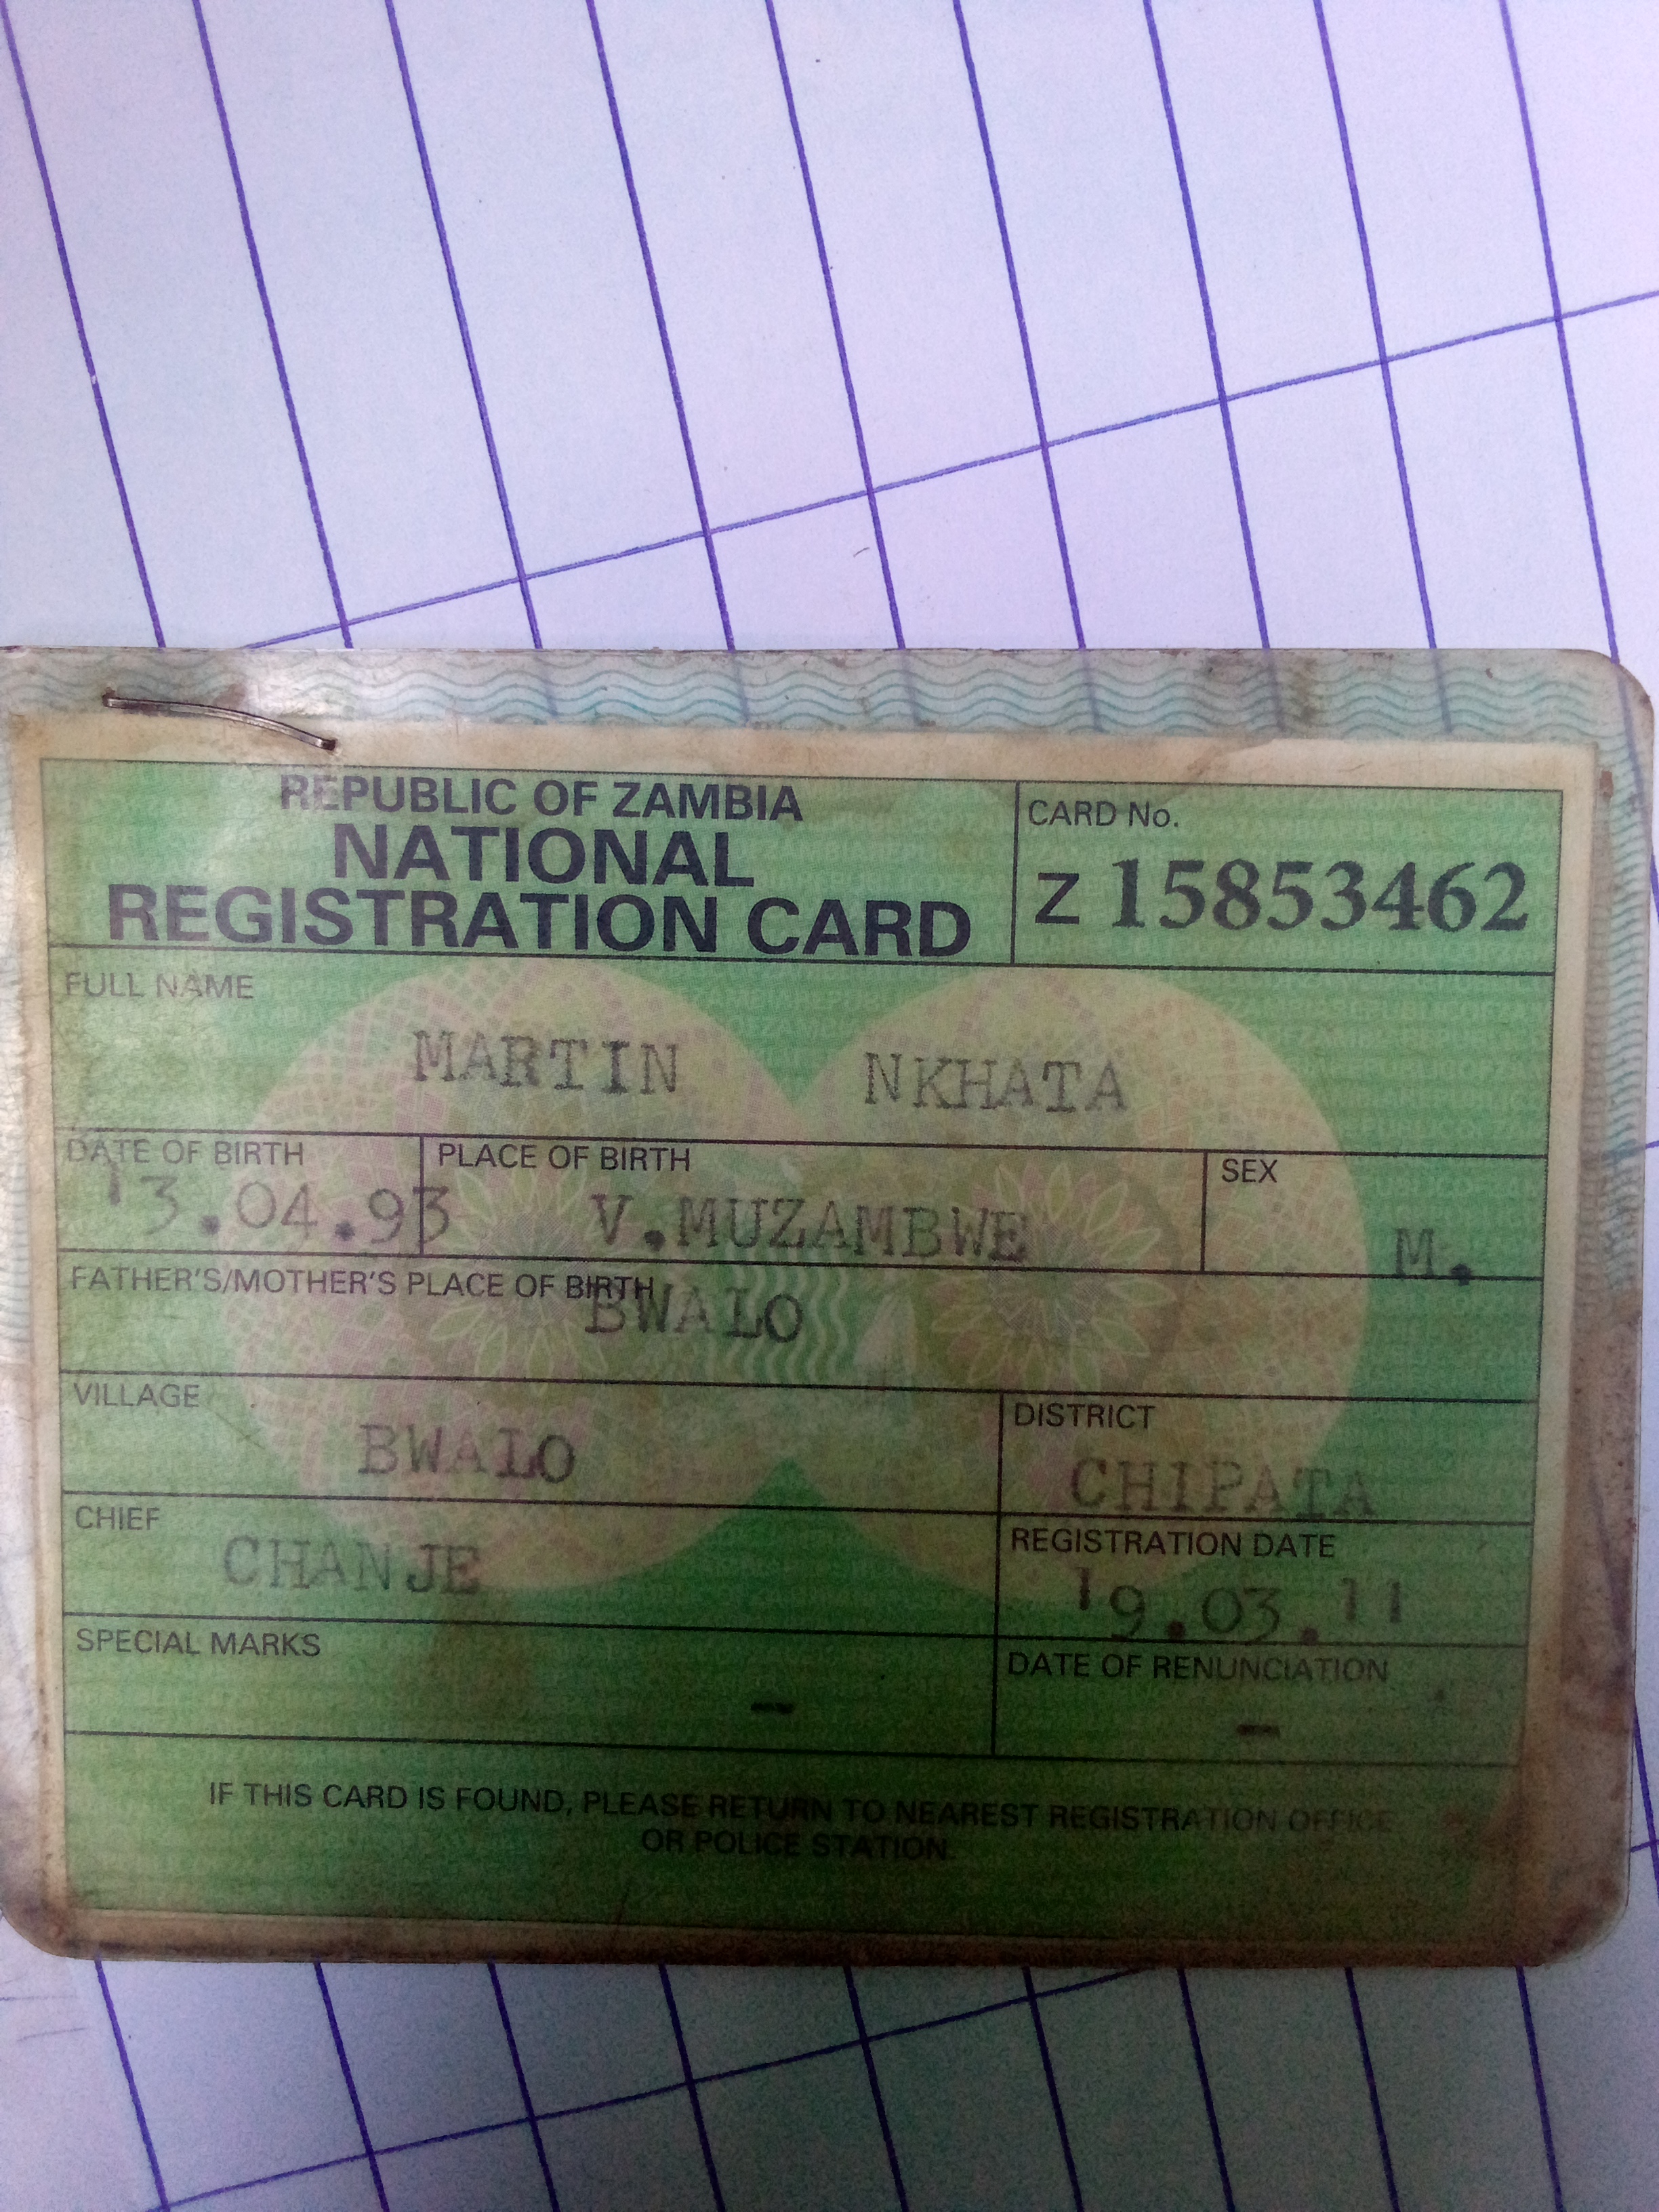 REPUBLIC OF ZAMBIA
NATIONAL
REGISTRATION CARD
CARD No.
Z 15853462
FULL NAME
MARTIN NKHATA
DATE OF BIRTH
13.04.93
PLACE OF BIRTH
V.MUZAMBWE
SEX
M.
FATHER'S/MOTHER'S PLACE OF BIRTH
BWALO
VILLAGE
BWALO
DISTRICT
CHIPATA
CHIEF
CHANJE
REGISTRATION DATE
19.03.11
SPECIAL MARKS
-
DATE OF RENUNCIATION
-
IF THIS CARD IS FOUND, PLEASE RETURN TO NEAREST REGISTRATION OFFICE
OR POLICE STATION.